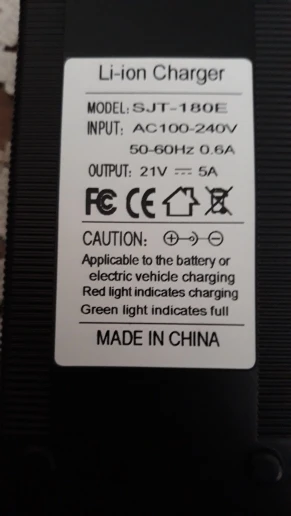 Li-ion Charger
MODEL: SJT-180E
INPUT: AC100-240V
50-60Hz 0.6A
OUTPUT: 21V ⎓ 5A
FC CE
CAUTION:
Applicable to the battery or
electric vehicle charging
Red light indicates charging
Green light indicates full
MADE IN CHINA